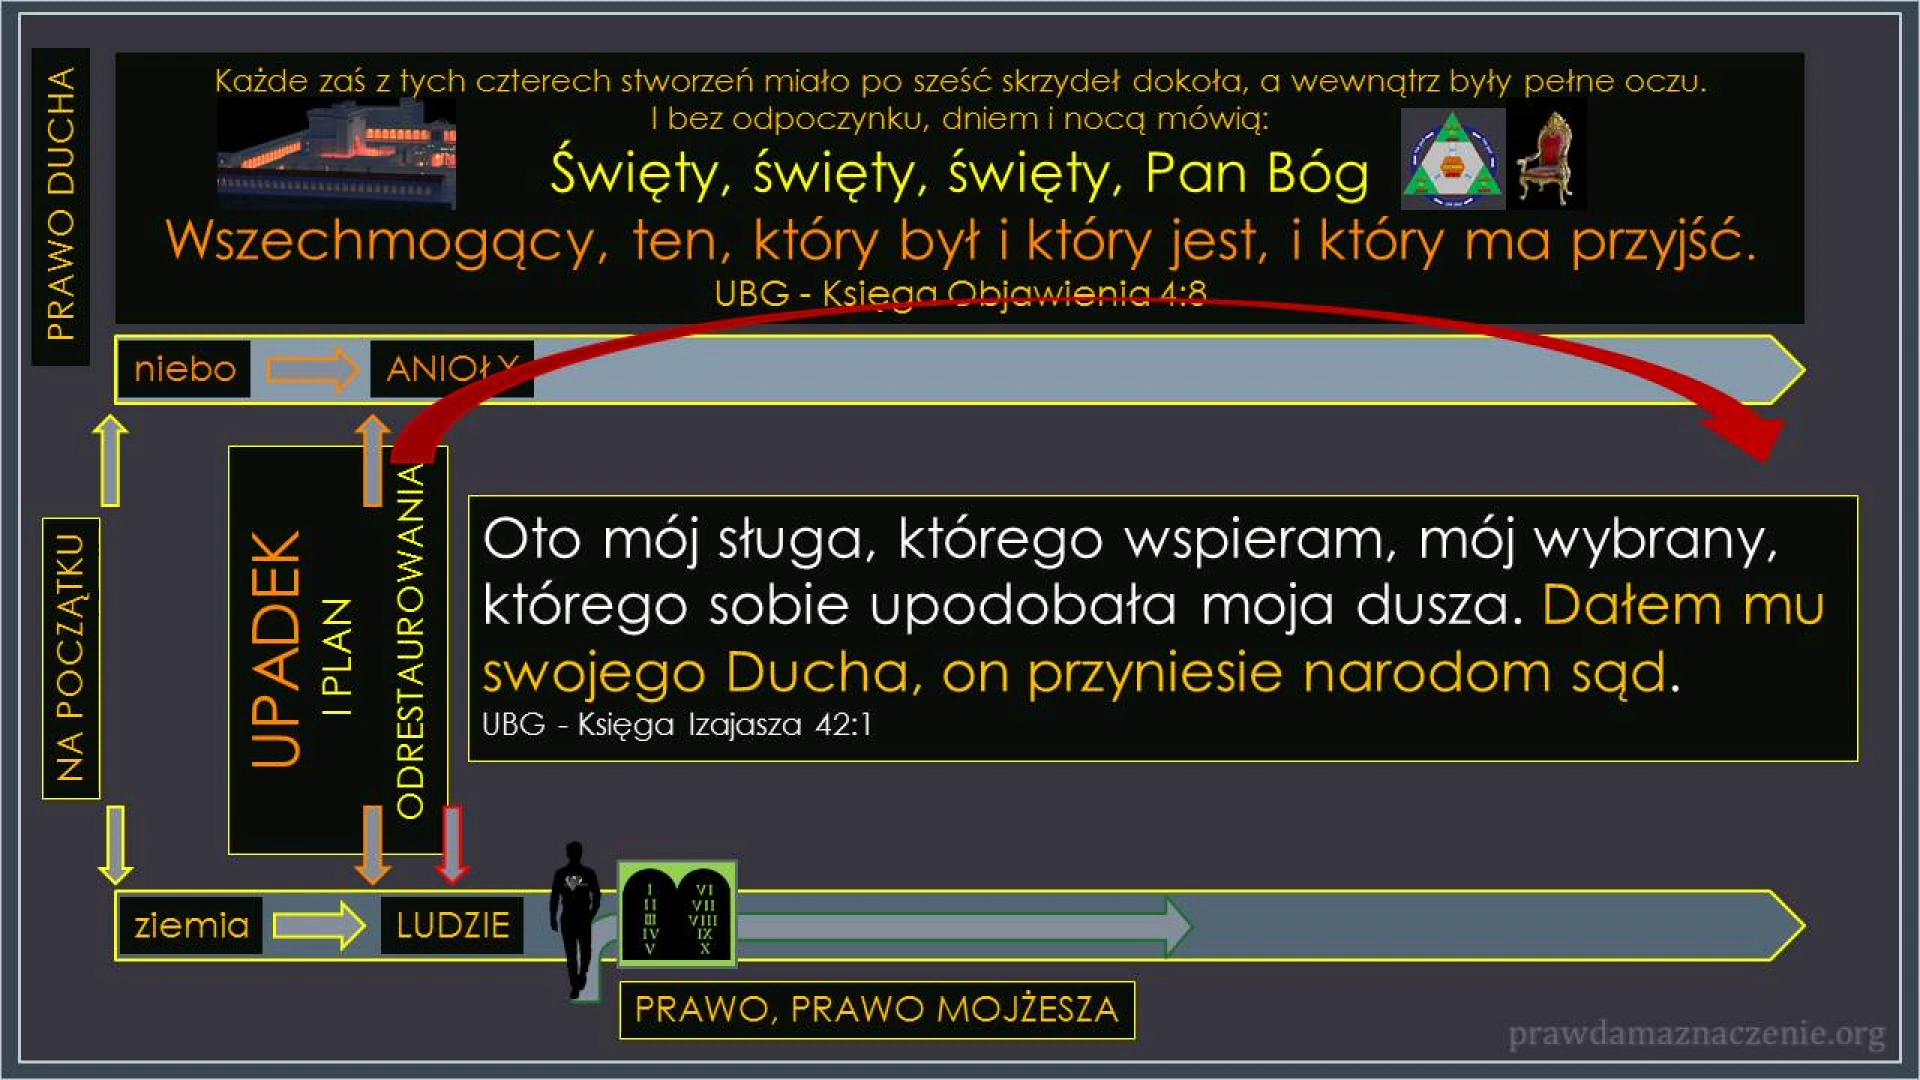 PRAWO DUCHA
Każde zaś z tych czterech stworzeń miało po sześć skrzydeł dokoła, a wewnątrz były pełne oczu.
I bez odpoczynku, dniem i nocą mówią:
Święty, święty, święty, Pan Bóg
Wszechmogący, ten, który był i który jest, i który ma przyjść.
UBG - Księga Objawienia 4:8
niebo
ANIOŁY
NA POCZĄTKU
UPADEK
I PLAN
ODRESTAUROWANIA
Oto mój sługa, którego wspieram, mój wybrany,
którego sobie upodobała moja dusza. Dałem mu
swojego Ducha, on przyniesie narodom sąd.
UBG - Księga Izajasza 42:1
ziemia
LUDZIE
I VI
II VII
III VIII
IV IX
V X
PRAWO, PRAWO MOJŻESZA
prawdamaznaczenie.org